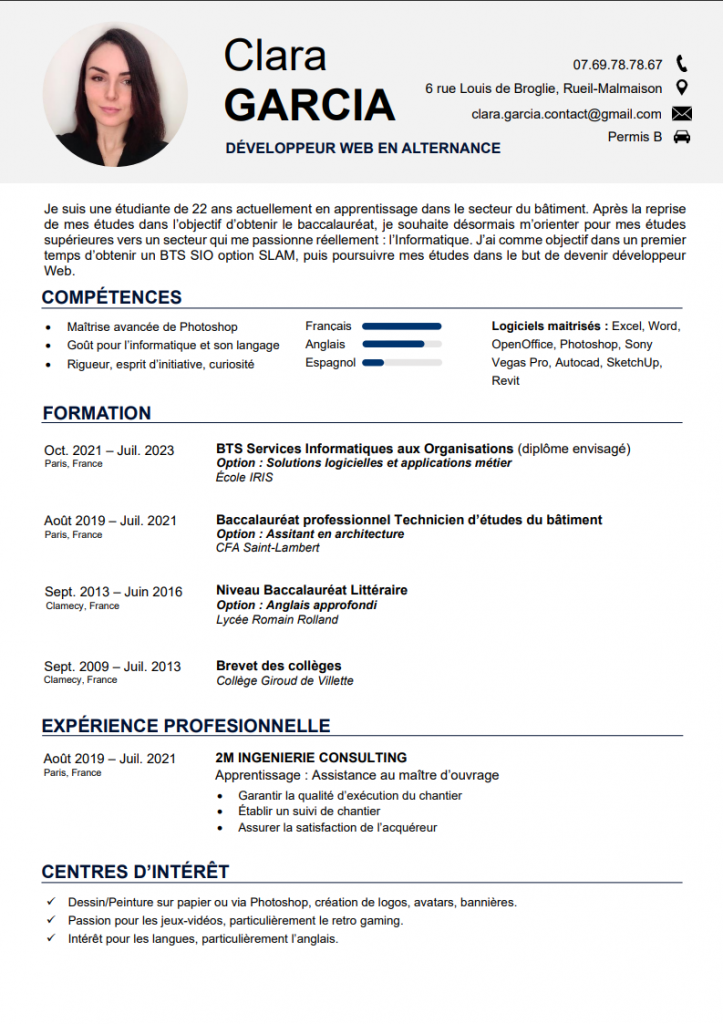 Clara
GARCIA
DÉVELOPPEUR WEB EN ALTERNANCE
07.69.78.78.67
6 rue Louis de Broglie, Rueil-Malmaison
clara.garcia.contact@gmail.com
Permis B
Je suis une étudiante de 22 ans actuellement en apprentissage dans le secteur du bâtiment. Après la reprise
de mes études dans l'objectif d'obtenir le baccalauréat, je souhaite désormais m'orienter pour mes études
supérieures vers un secteur qui me passionne réellement : l'Informatique. J'ai comme objectif dans un premier
temps d'obtenir un BTS SIO option SLAM, puis poursuivre mes études dans le but de devenir développeur
Web.
COMPÉTENCES
• Maîtrise avancée de Photoshop
• Goût pour l'informatique et son langage
• Rigueur, esprit d'initiative, curiosité
Français
Anglais
Espagnol
Logiciels maitrisés : Excel, Word,
OpenOffice, Photoshop, Sony
Vegas Pro, Autocad, SketchUp,
Revit
FORMATION
Oct. 2021 – Juil. 2023
Paris, France
BTS Services Informatiques aux Organisations (diplôme envisagé)
Option : Solutions logicielles et applications métier
École IRIS
Août 2019 – Juil. 2021
Paris, France
Baccalauréat professionnel Technicien d'études du bâtiment
Option : Assitant en architecture
CFA Saint-Lambert
Sept. 2013 – Juin 2016
Clamecy, France
Niveau Baccalauréat Littéraire
Option : Anglais approfondi
Lycée Romain Rolland
Sept. 2009 – Juil. 2013
Clamecy, France
Brevet des collèges
Collège Giroud de Villette
EXPÉRIENCE PROFESIONNELLE
Août 2019 – Juil. 2021
Paris, France
2M INGENIERIE CONSULTING
Apprentissage : Assistance au maître d'ouvrage
• Garantir la qualité d'exécution du chantier
• Établir un suivi de chantier
• Assurer la satisfaction de l'acquéreur
CENTRES D'INTÉRÊT
✓ Dessin/Peinture sur papier ou via Photoshop, création de logos, avatars, bannières.
✓ Passion pour les jeux-vidéos, particulièrement le retro gaming.
✓ Intérêt pour les langues, particulièrement l'anglais.